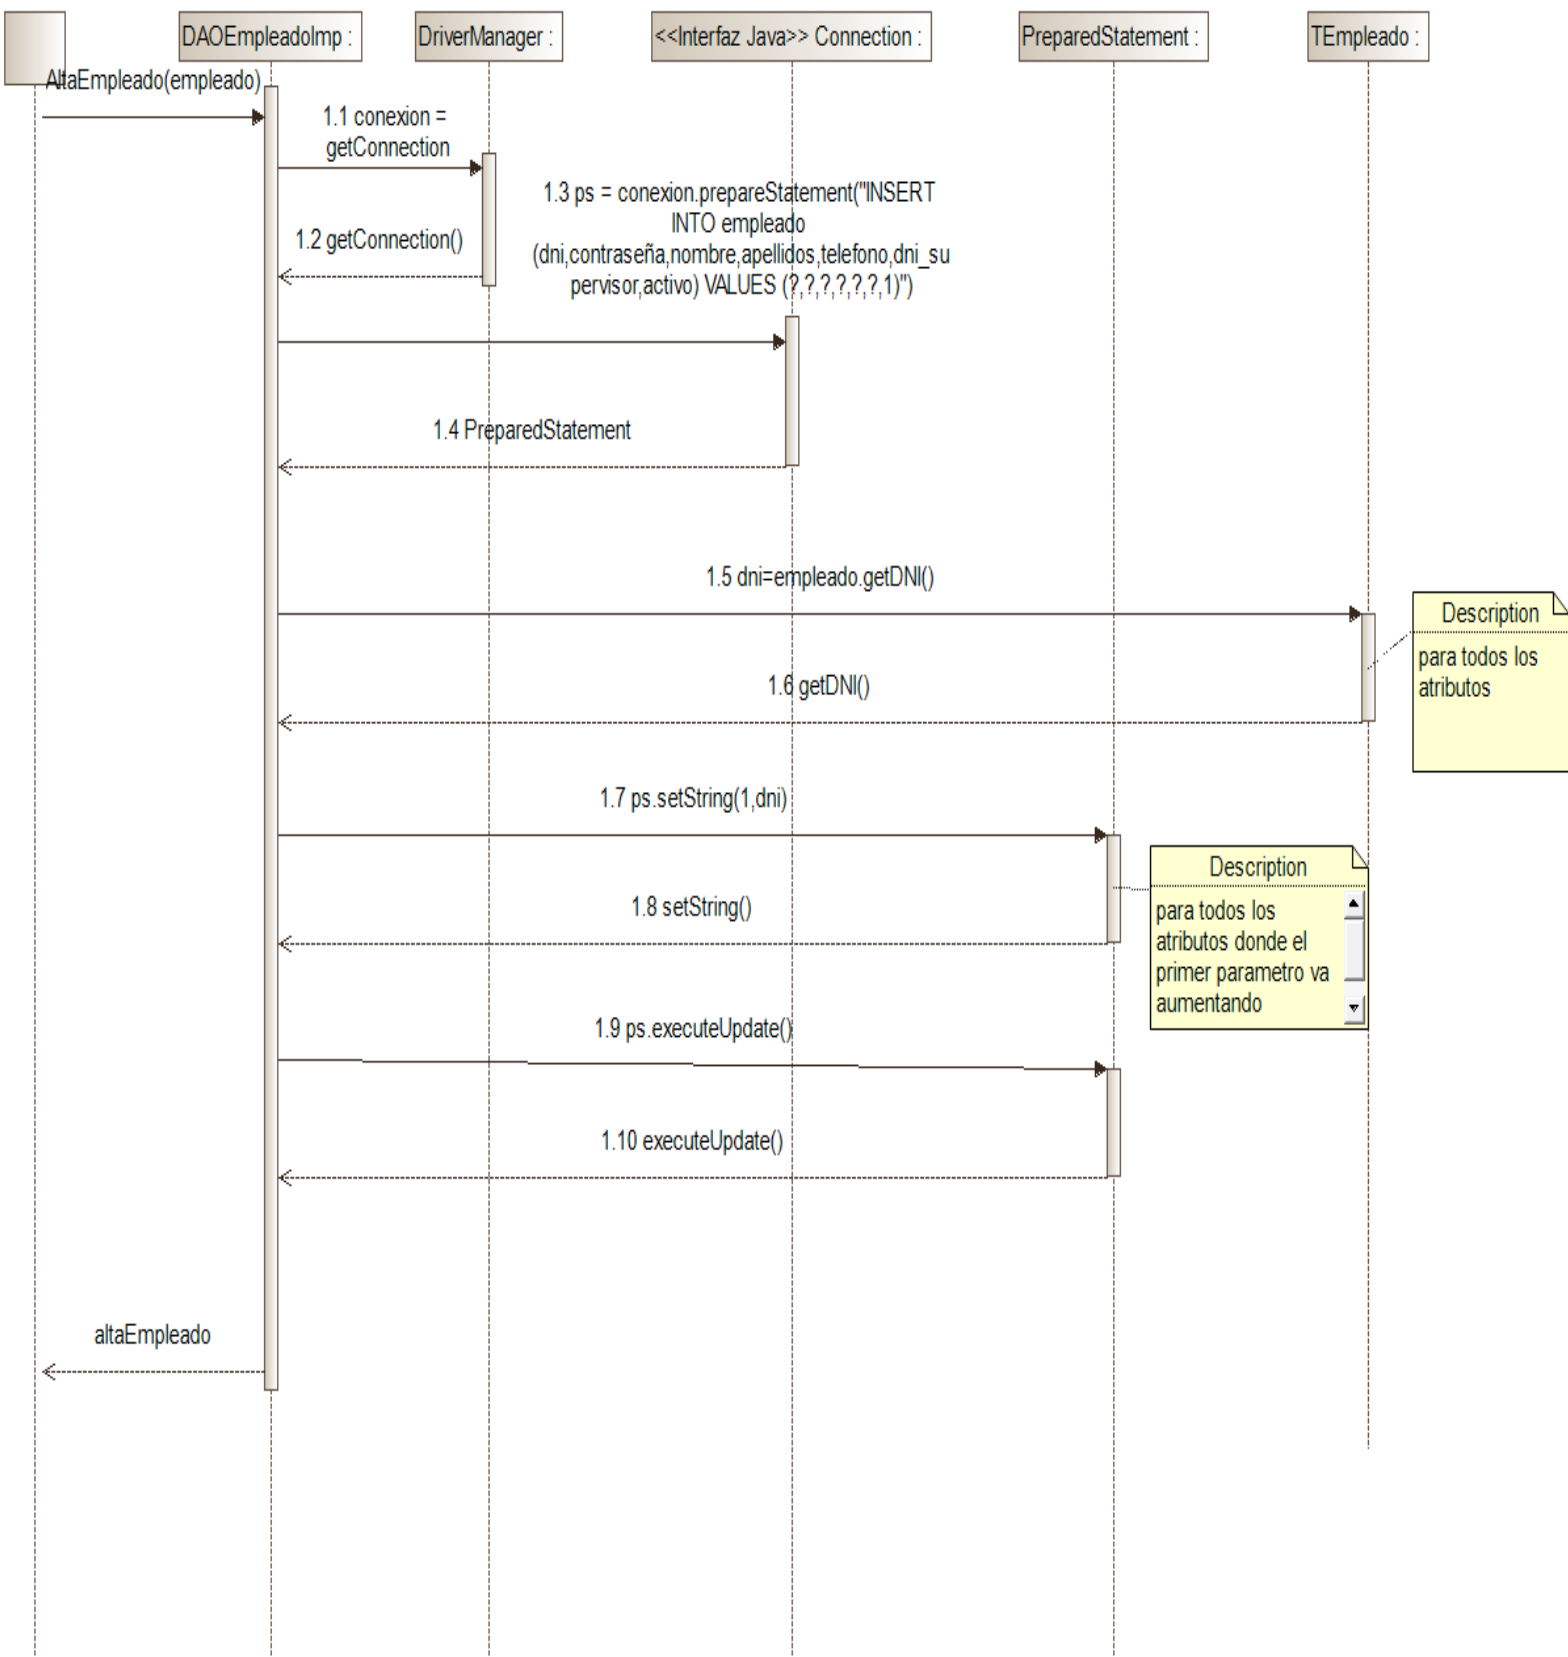 DAOEmpleadoImp :
DriverManager :
<<Interfaz Java>> Connection :
PreparedStatement :
TEmpleado :
AltaEmpleado(empleado)
1.1 conexion =
getConnection
1.2 getConnection()
1.3 ps = conexion.prepareStatement("INSERT
INTO empleado
(dni,contraseña,nombre,apellidos,telefono,dni_su
pervisor,activo) VALUES (?,?,?,?,?,?,1)")
1.4 PreparedStatement
1.5 dni=empleado.getDNI()
Description
para todos los
atributos
1.6 getDNI()
1.7 ps.setString(1,dni)
Description
para todos los
atributos donde el
primer parametro va
aumentando
1.8 setString()
1.9 ps.executeUpdate()
1.10 executeUpdate()
altaEmpleado